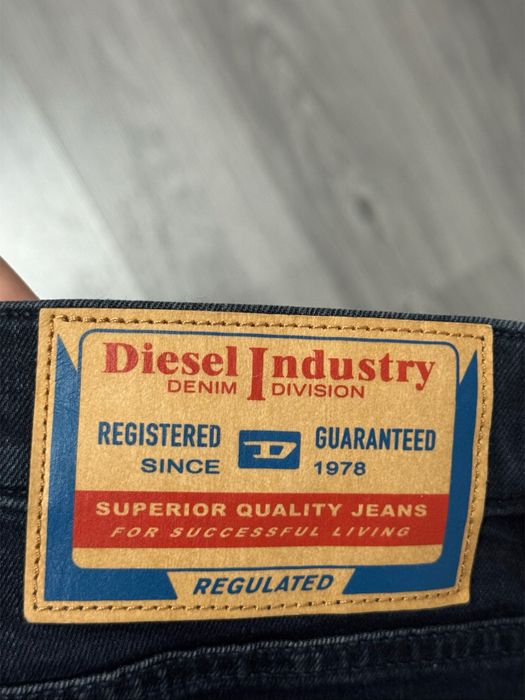 Diesel Industry
DENIM DIVISION
REGISTERED D GUARANTEED
SINCE 1978
SUPERIOR QUALITY JEANS
FOR SUCCESSFUL LIVING
REGULATED